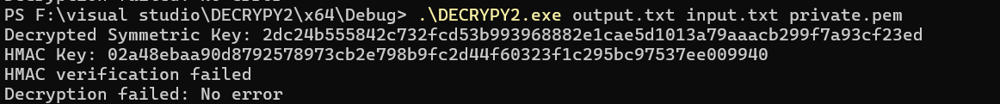 PS F:\visual studio\DECRYPY2\x64\Debug> .\DECRYPY2.exe output.txt input.txt private.pem
Decrypted Symmetric Key: 2dc24b555842c732fcd53b993968882e1cae5d1013a79aaacb299f7a93cf23ed
HMAC Key: 02a48ebaa90d8792578973cb2e798b9fc2d44f60323f1c295bc97537ee009940
HMAC verification failed
Decryption failed: No error